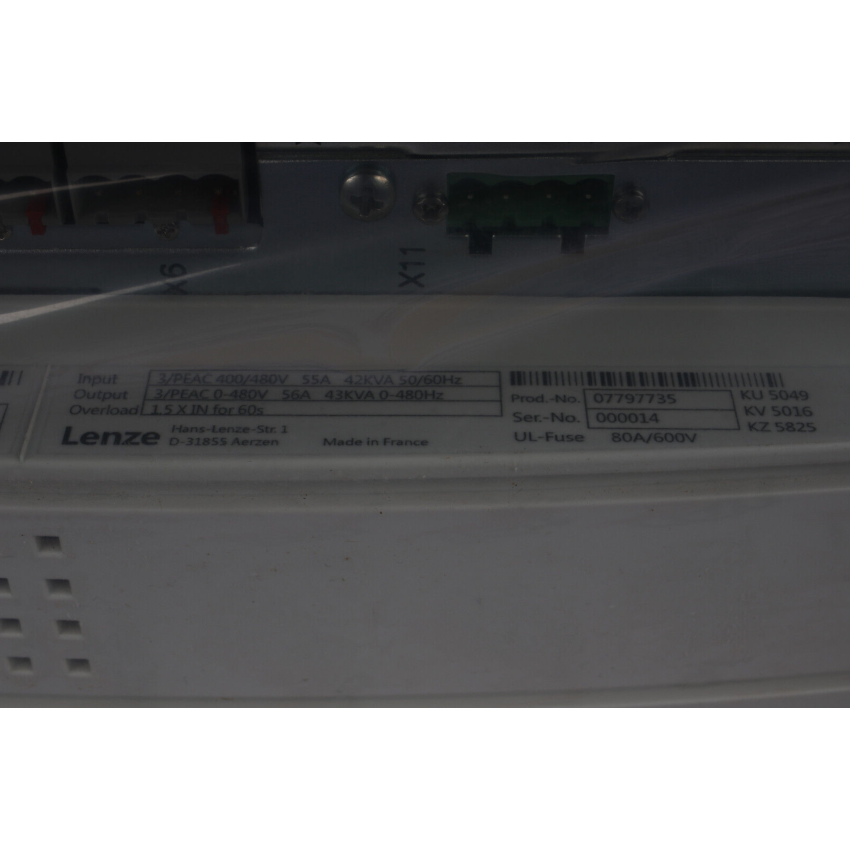 X6
X11
Input 3/PEAC 400/480V 55A 42KVA 50/60Hz
Output 3/PEAC 0-480V 56A 43KVA 0-480Hz
Overload 1.5 X IN for 60s
Lenze Hans-Lenze-Str. 1
D-31855 Aerzen Made in France
Prod.-No. 07797735 KU 5049
Ser.-No. 000014 KV 5016
UL-Fuse 80A/600V KZ 5825